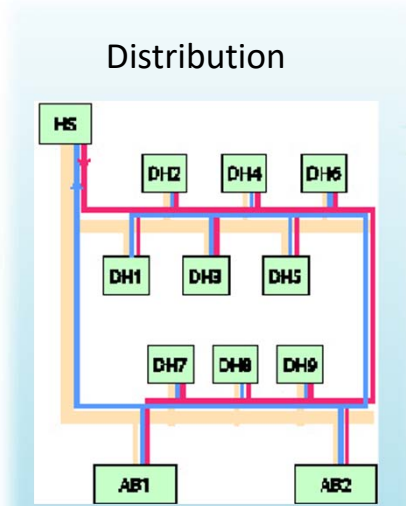 Distribution
HS
DH2 DH4 DH6
DH1 DH3 DH5
DH7 DH8 DH9
AB1 AB2